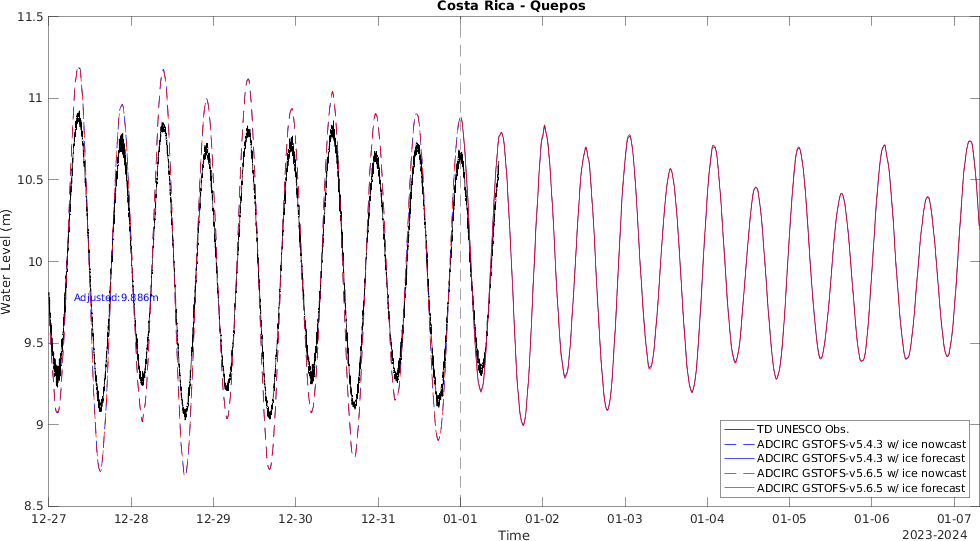 Costa Rica - Quepos
11.5
11
10.5
10
9.5
9
8.5
Water Level (m)
Adjusted:9.886m
TD UNESCO Obs.
ADCIRC GSTOFS-v5.4.3 w/ ice nowcast
ADCIRC GSTOFS-v5.4.3 w/ ice forecast
ADCIRC GSTOFS-v5.6.5 w/ ice nowcast
ADCIRC GSTOFS-v5.6.5 w/ ice forecast
12-27 12-28 12-29 12-30 12-31 01-01 01-02 01-03 01-04 01-05 01-06 01-07
Time
2023-2024